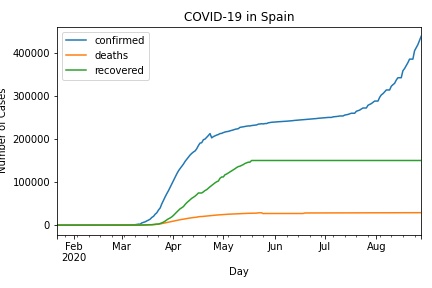 COVID-19 in Spain
confirmed
deaths
recovered
400000
300000
200000
100000
0
Number of Cases
Feb Mar Apr May Jun Jul Aug
2020
Day